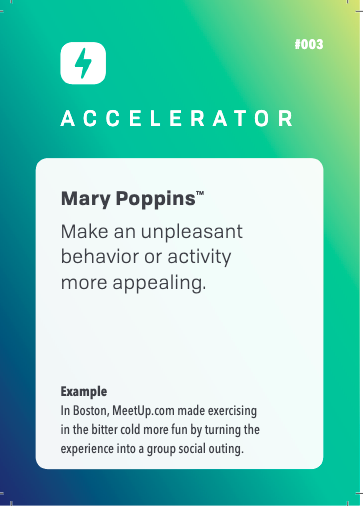 #003
ACCELERATOR
Mary Poppins™
Make an unpleasant
behavior or activity
more appealing.
Example
In Boston, MeetUp.com made exercising
in the bitter cold more fun by turning the
experience into a group social outing.